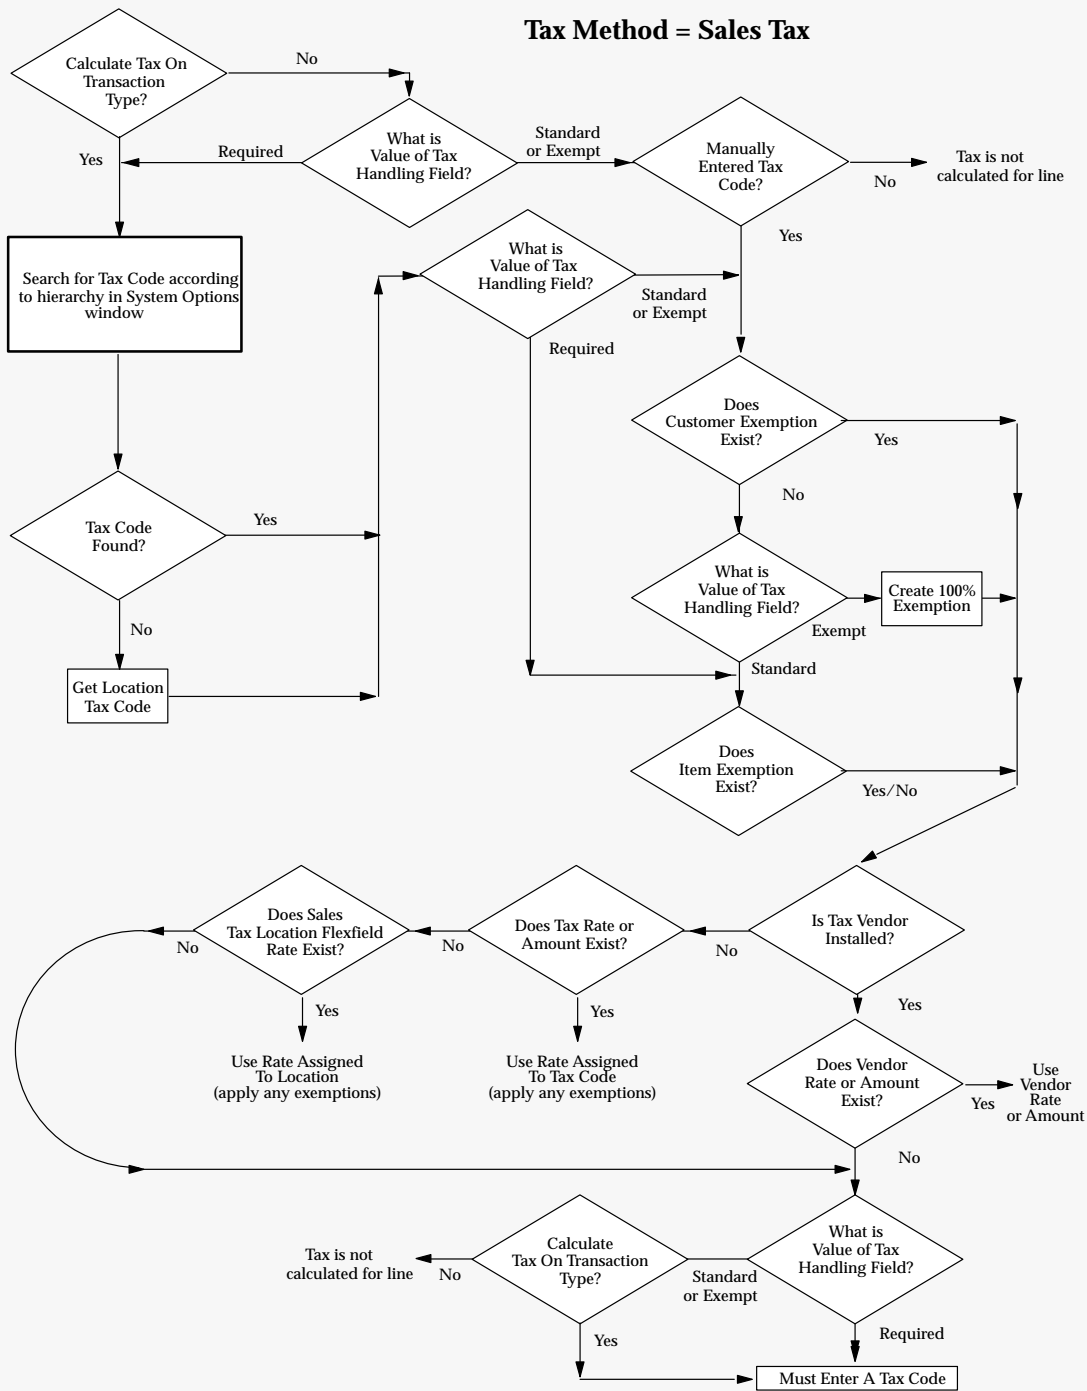 Tax Method = Sales Tax
Calculate Tax On
Transaction
Type?
No
Yes
What is
Value of Tax
Handling Field?
Required
Standard
or Exempt
Manually
Entered Tax
Code?
No
Tax is not
calculated for line
Yes
Search for Tax Code according
to hierarchy in System Options
window
What is
Value of Tax
Handling Field?
Standard
or Exempt
Required
Does
Customer Exemption
Exist?
Yes
No
Tax Code
Found?
Yes
No
Get Location
Tax Code
What is
Value of Tax
Handling Field?
Exempt
Create 100%
Exemption
Standard
Does
Item Exemption
Exist?
Yes/No
Is Tax Vendor
Installed?
No
Yes
Does Tax Rate or
Amount Exist?
No
Yes
Use Rate Assigned
To Tax Code
(apply any exemptions)
Does Sales
Tax Location Flexfield
Rate Exist?
No
Yes
Use Rate Assigned
To Location
(apply any exemptions)
Does Vendor
Rate or Amount
Exist?
Yes
Use
Vendor
Rate
or Amount
No
What is
Value of Tax
Handling Field?
Standard
or Exempt
Required
Calculate
Tax On Transaction
Type?
No
Tax is not
calculated for line
Yes
Must Enter A Tax Code